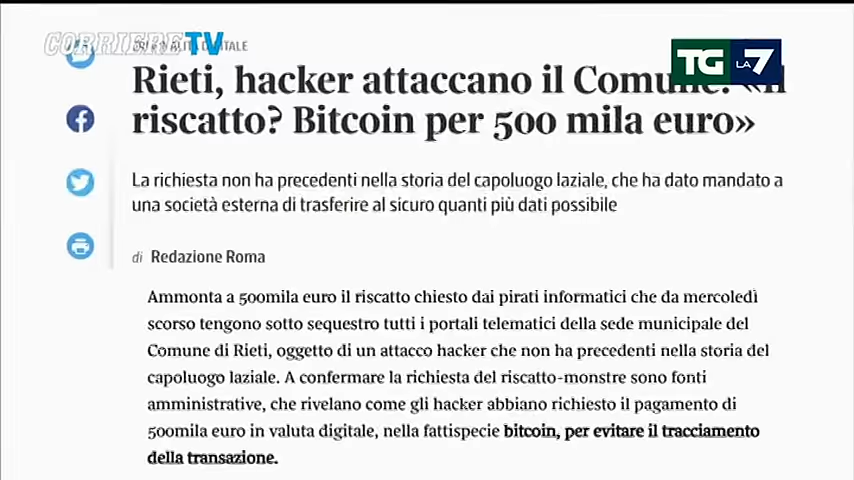 CORRIERE TV
TG LA7
Rieti, hacker attaccano il Comune: «Il
riscatto? Bitcoin per 500 mila euro»
La richiesta non ha precedenti nella storia del capoluogo laziale, che ha dato mandato a
una società esterna di trasferire al sicuro quanti più dati possibile
di Redazione Roma
Ammonta a 500mila euro il riscatto chiesto dai pirati informatici che da mercoledì
scorso tengono sotto sequestro tutti i portali telematici della sede municipale del
Comune di Rieti, oggetto di un attacco hacker che non ha precedenti nella storia del
capoluogo laziale. A confermare la richiesta del riscatto-monstre sono fonti
amministrative, che rivelano come gli hacker abbiano richiesto il pagamento di
500mila euro in valuta digitale, nella fattispecie bitcoin, per evitare il tracciamento
della transazione.